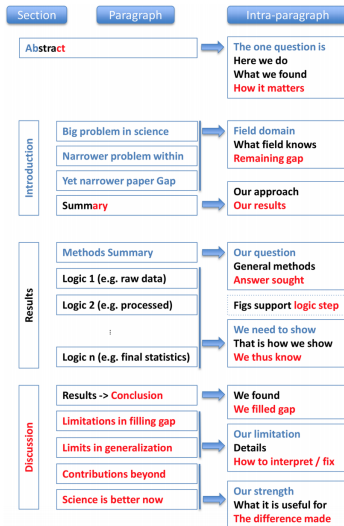 Section Paragraph Intra-paragraph
Abstract
The one question is
Here we do
What we found
How it matters
Introduction
Big problem in science
Narrower problem within
Yet narrower paper Gap
Summary
Field domain
What field knows
Remaining gap
Our approach
Our results
Results
Methods Summary
Logic 1 (e.g. raw data)
Logic 2 (e.g. processed)
⋮
Logic n (e.g. final statistics)
Our question
General methods
Answer sought
Figs support logic step
We need to show
That is how we show
We thus know
Discussion
Results -> Conclusion
Limitations in filling gap
Limits in generalization
Contributions beyond
Science is better now
We found
We filled gap
Our limitation
Details
How to interpret / fix
Our strength
What it is useful for
The difference made